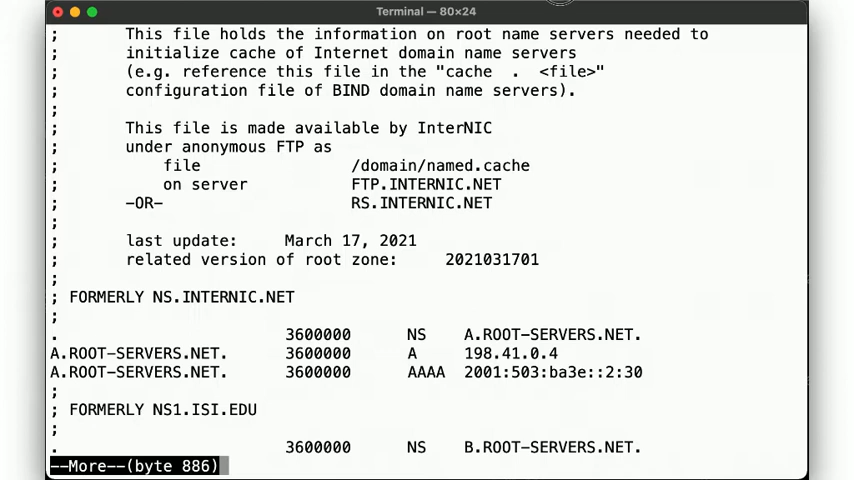 Terminal — 80×24
;       This file holds the information on root name servers needed to
;       initialize cache of Internet domain name servers
;       (e.g. reference this file in the "cache  .  <file>"
;       configuration file of BIND domain name servers).
;
;       This file is made available by InterNIC
;       under anonymous FTP as
;           file                /domain/named.cache
;           on server           FTP.INTERNIC.NET
;       -OR-                    RS.INTERNIC.NET
;
;       last update:     March 17, 2021
;       related version of root zone:     2021031701
;
; FORMERLY NS.INTERNIC.NET
;
.                        3600000      NS    A.ROOT-SERVERS.NET.
A.ROOT-SERVERS.NET.      3600000      A     198.41.0.4
A.ROOT-SERVERS.NET.      3600000      AAAA  2001:503:ba3e::2:30
;
; FORMERLY NS1.ISI.EDU
;
.                        3600000      NS    B.ROOT-SERVERS.NET.
--More--(byte 886)